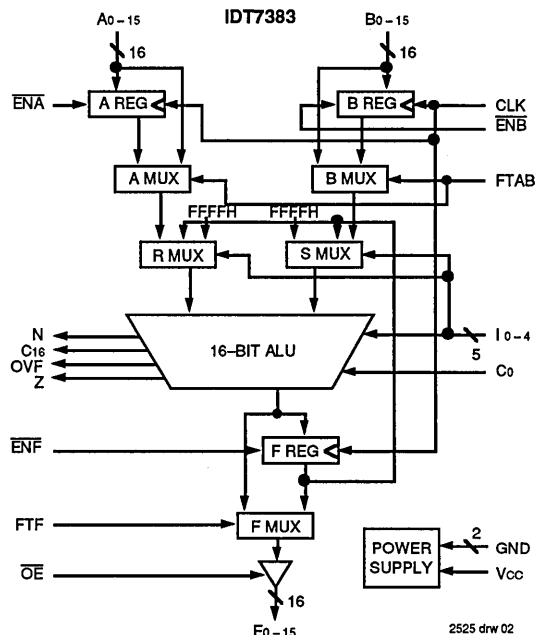 IDT7383
A0–15
B0–15
16
16
ENA
A REG
B REG
CLK
ENB
A MUX
B MUX
FTAB
FFFFH
FFFFH
R MUX
S MUX
N
C16
OVF
Z
16–BIT ALU
I0–4
5
C0
ENF
F REG
FTF
F MUX
POWER
SUPPLY
2
GND
VCC
OE
16
F0–15
2525 drw 02